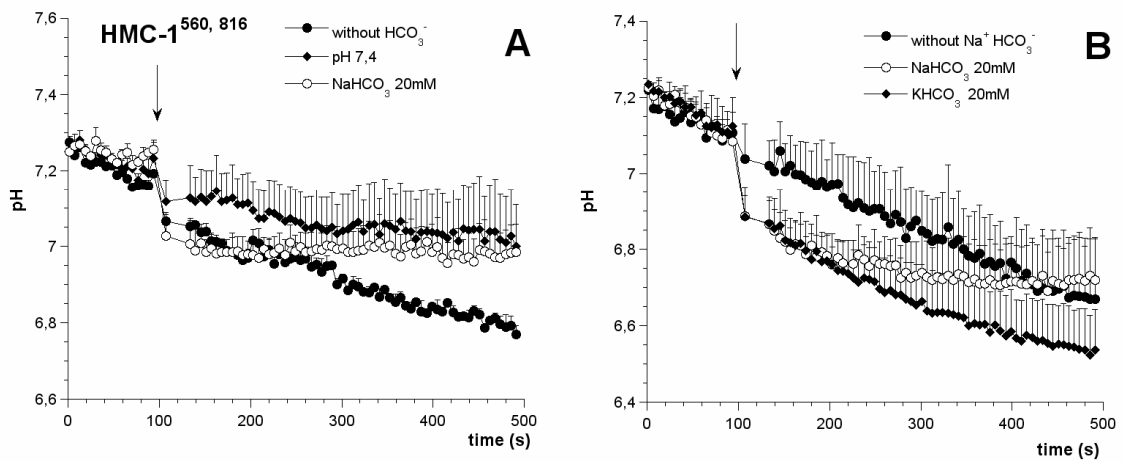 HMC-1⁵⁶⁰, ⁸¹⁶
A
without HCO₃⁻
pH 7,4
NaHCO₃ 20mM
7,6
7,4
7,2
7
6,8
6,6
pH
0 100 200 300 400 500
time (s)
B
without Na⁺ HCO₃⁻
NaHCO₃ 20mM
KHCO₃ 20mM
7,4
7,2
7
6,8
6,6
6,4
pH
0 100 200 300 400 500
time (s)